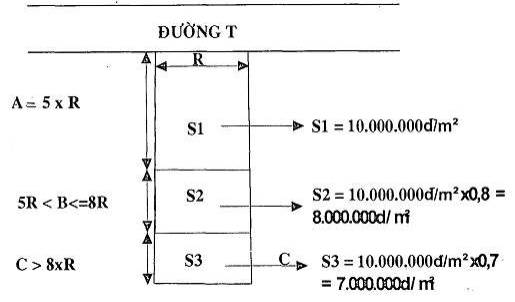 ĐƯỜNG T
R
A = 5 x R
S1
S1 = 10.000.000đ/m²
5R < B<=8R
S2
S2 = 10.000.000đ/m²x0,8 =
8.000.000đ/ m²
C > 8xR
S3
C
S3 = 10.000.000đ/m²x0,7
= 7.000.000đ/ m²